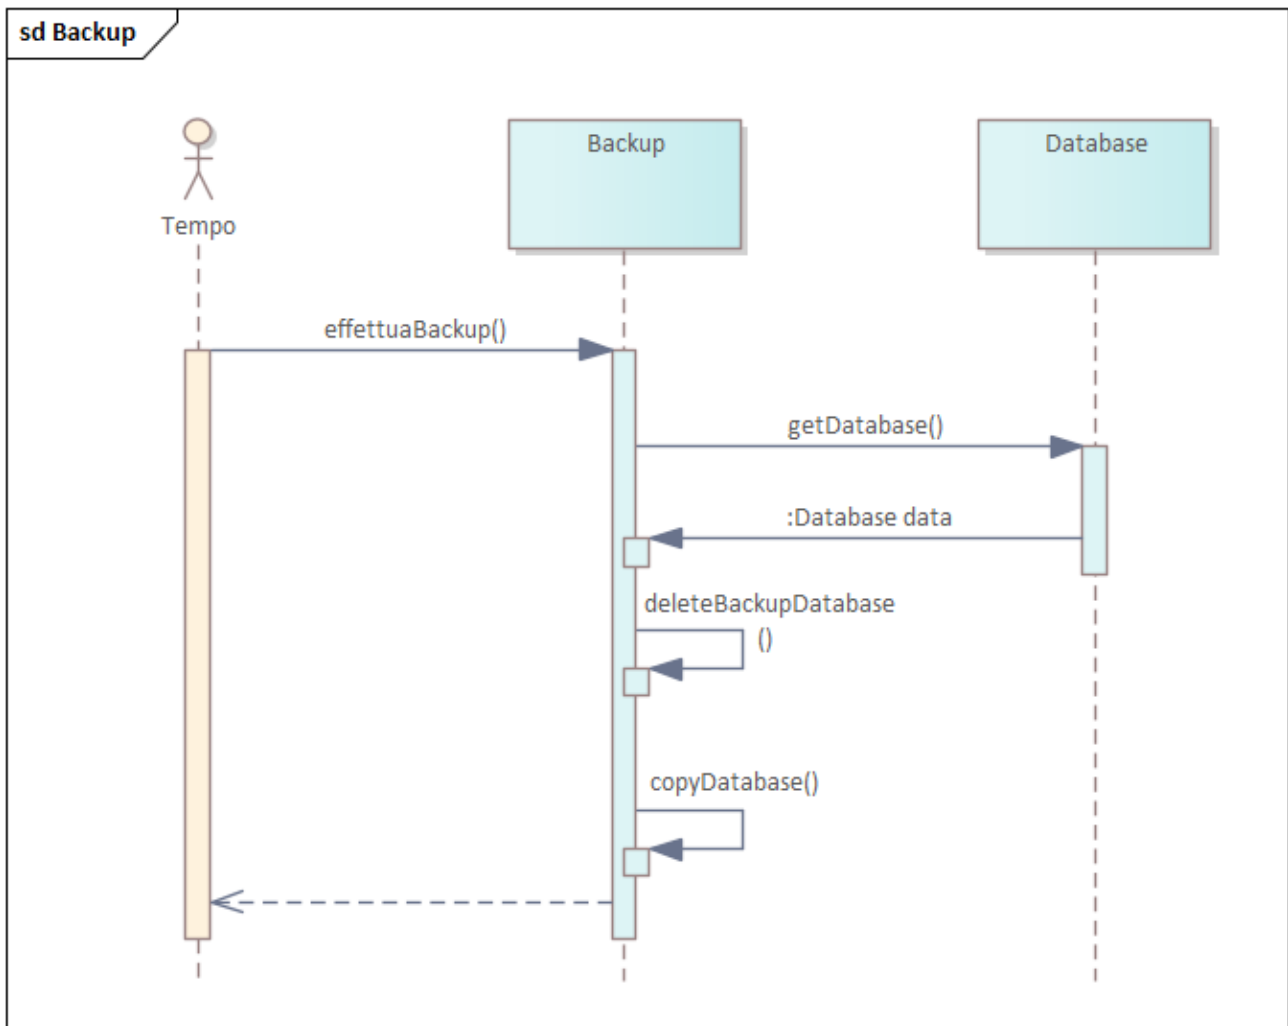 sd Backup
Tempo
Backup
Database
effettuaBackup()
getDatabase()
:Database data
deleteBackupDatabase
()
copyDatabase()